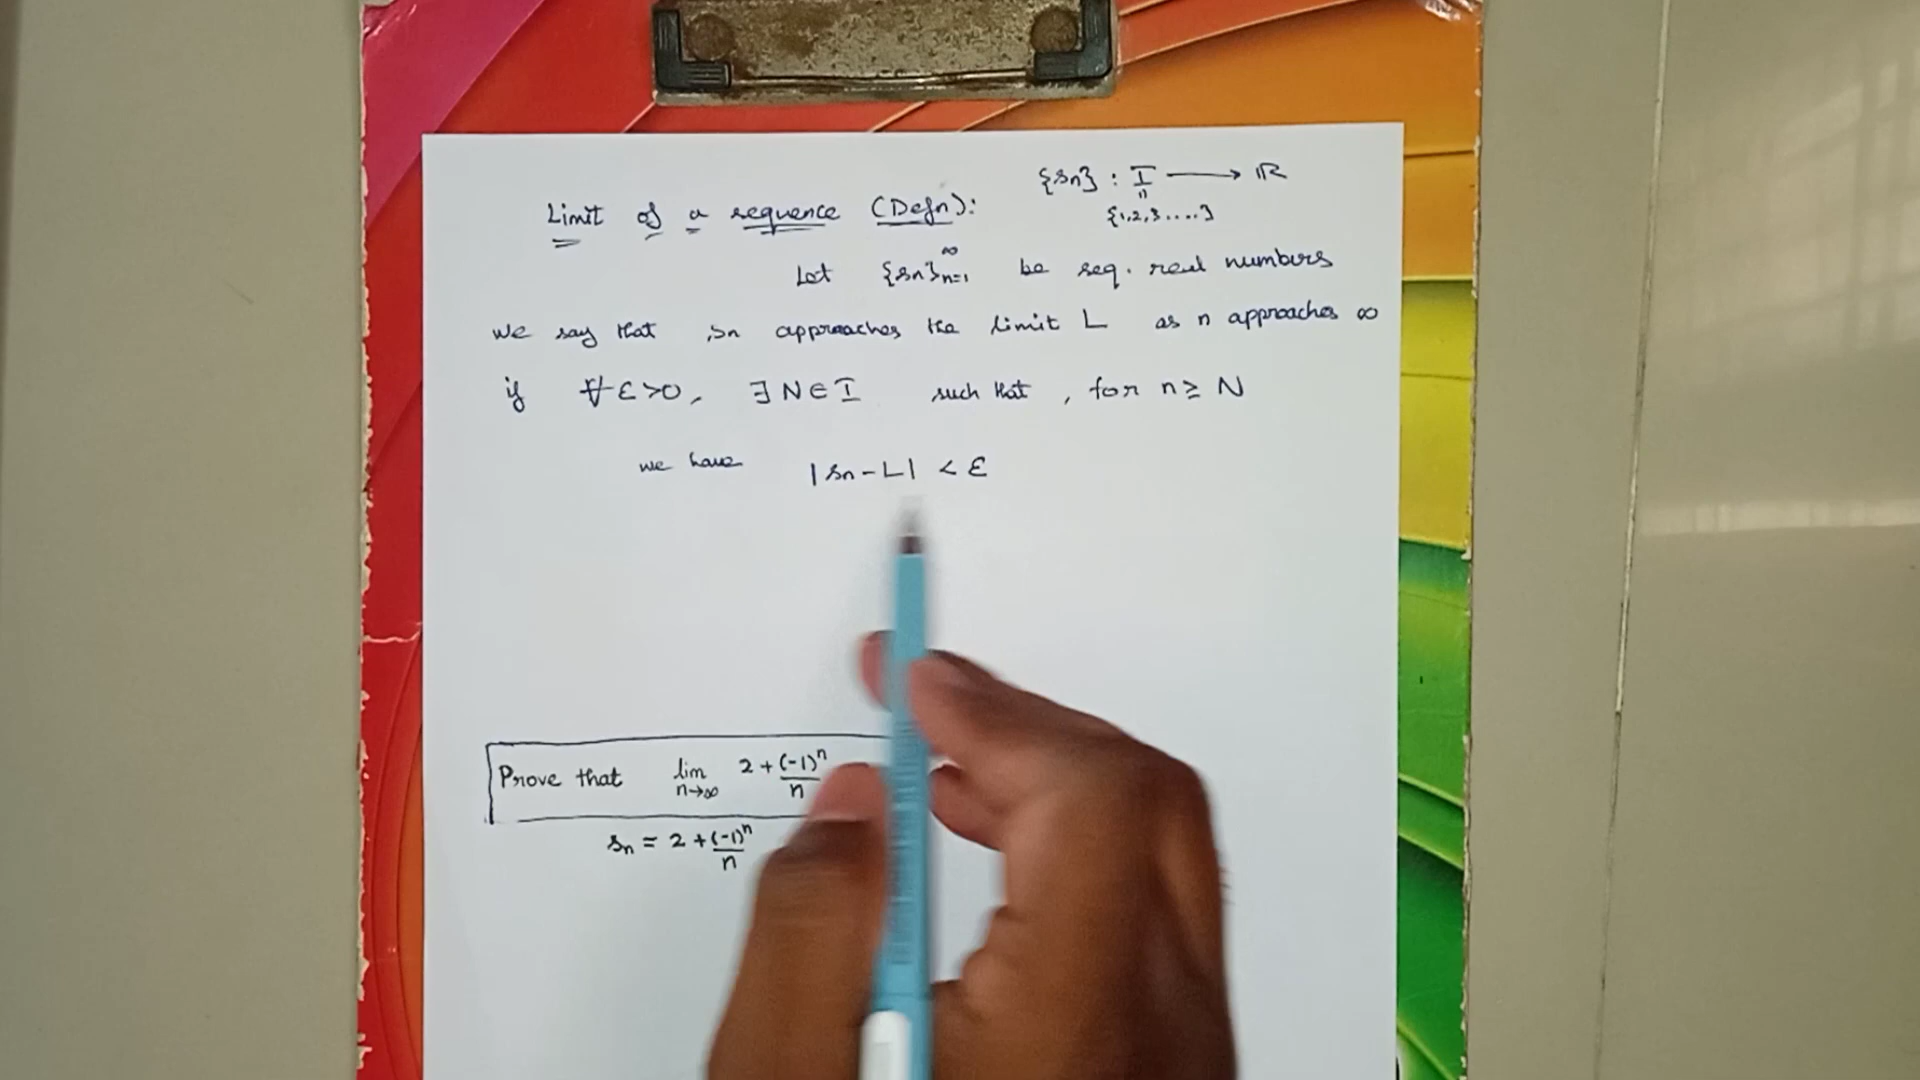 {sn} : I ⟶ ℝ
"
{1,2,3....}
Limit of a sequence (Defn):
Let {sn}∞n=1 be seq. real numbers
we say that sn approaches the limit L as n approaches ∞
if ∀ ε>0, ∃ N∈I such that, for n≥N
we have |sn-L| < ε
Prove that lim n→∞ 2+(-1)^n/n
sn = 2+(-1)^n/n